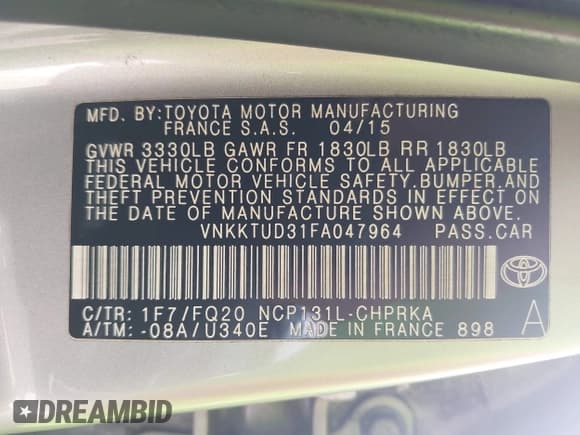 MFD. BY:TOYOTA MOTOR MANUFACTURING
FRANCE S.A.S. 04/15
GVWR 3330LB GAWR FR 1830LB RR 1830LB
THIS VEHICLE CONFORMS TO ALL APPLICABLE
FEDERAL MOTOR VEHICLE SAFETY,BUMPER,AND
THEFT PREVENTION STANDARDS IN EFFECT ON
THE DATE OF MANUFACTURE SHOWN ABOVE.
VNKKTUD31FA047964 PASS.CAR
C/TR: 1F7/FQ20 NCP131L-CHPRKA
A/TM: -08A/U340E MADE IN FRANCE 898
A
DREAMBID